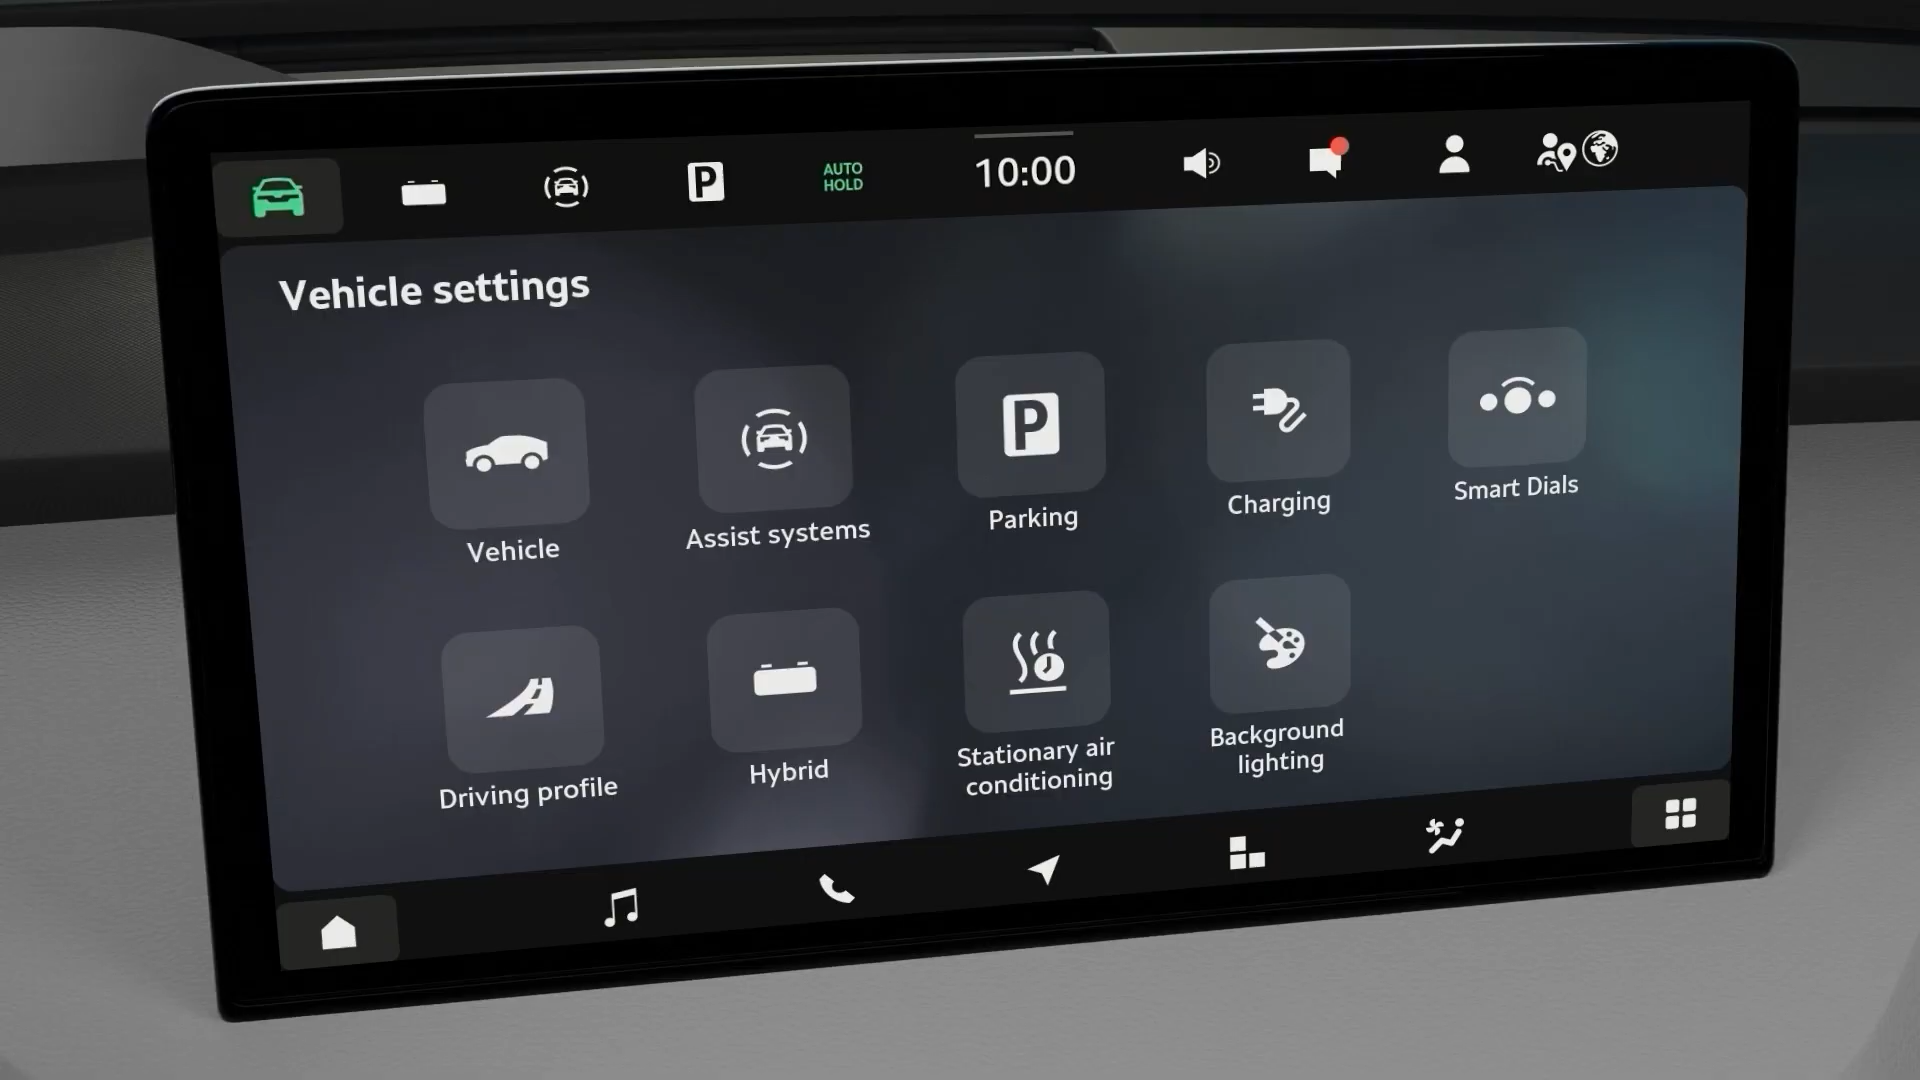 P
AUTO
HOLD
10:00
Vehicle settings
P
Vehicle
Assist systems
Parking
Charging
Smart Dials
Driving profile
Hybrid
Stationary air
conditioning
Background
lighting